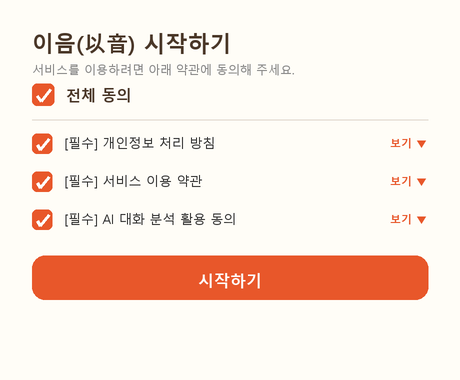 이음(以音) 시작하기
서비스를 이용하려면 아래 약관에 동의해 주세요.
전체 동의
[필수] 개인정보 처리 방침 보기 ▼
[필수] 서비스 이용 약관 보기 ▼
[필수] AI 대화 분석 활용 동의 보기 ▼
시작하기